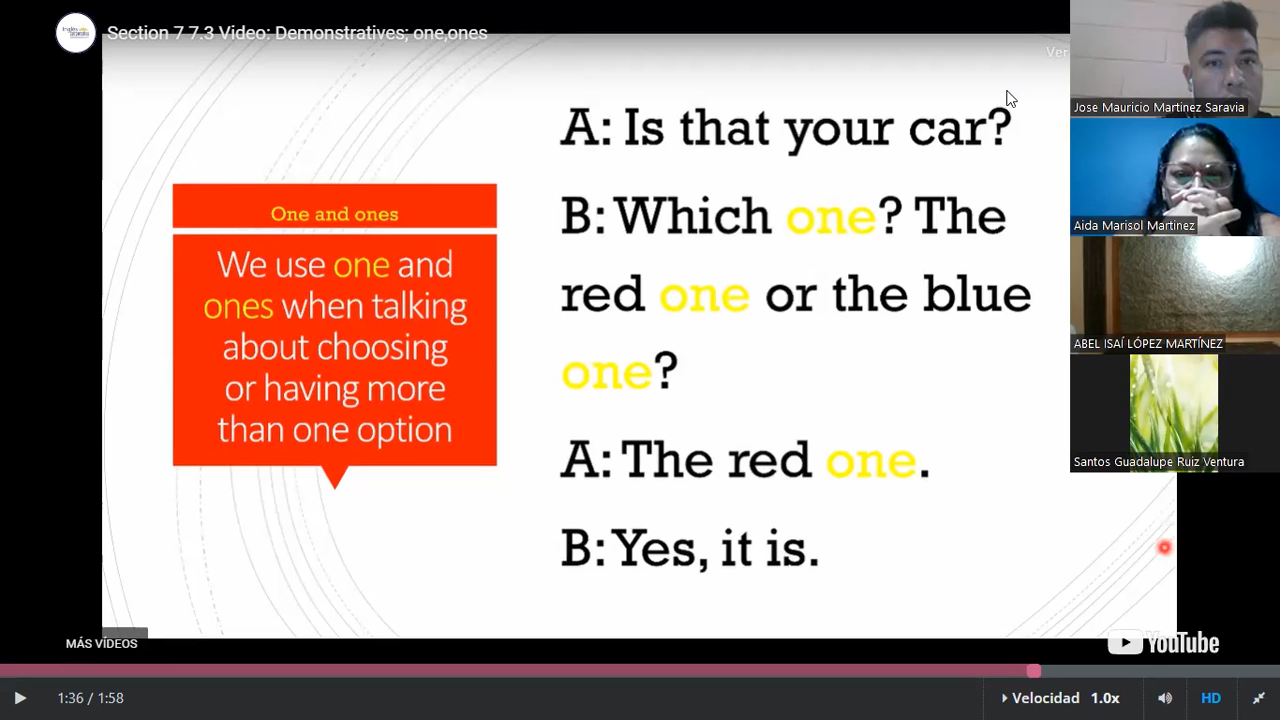 Section 7 7.3 Video: Demonstratives; one,ones
Ver
One and ones
We use one and
ones when talking
about choosing
or having more
than one option
A: Is that your car?
B: Which one? The
red one or the blue
one?
A: The red one.
B: Yes, it is.
Jose Mauricio Martinez Saravia
Aida Marisol Martinez
ABEL ISAÍ LÓPEZ MARTÍNEZ
Santos Guadalupe Ruiz Ventura
MÁS VÍDEOS
YouTube
1:36 / 1:58
Velocidad 1.0x
HD